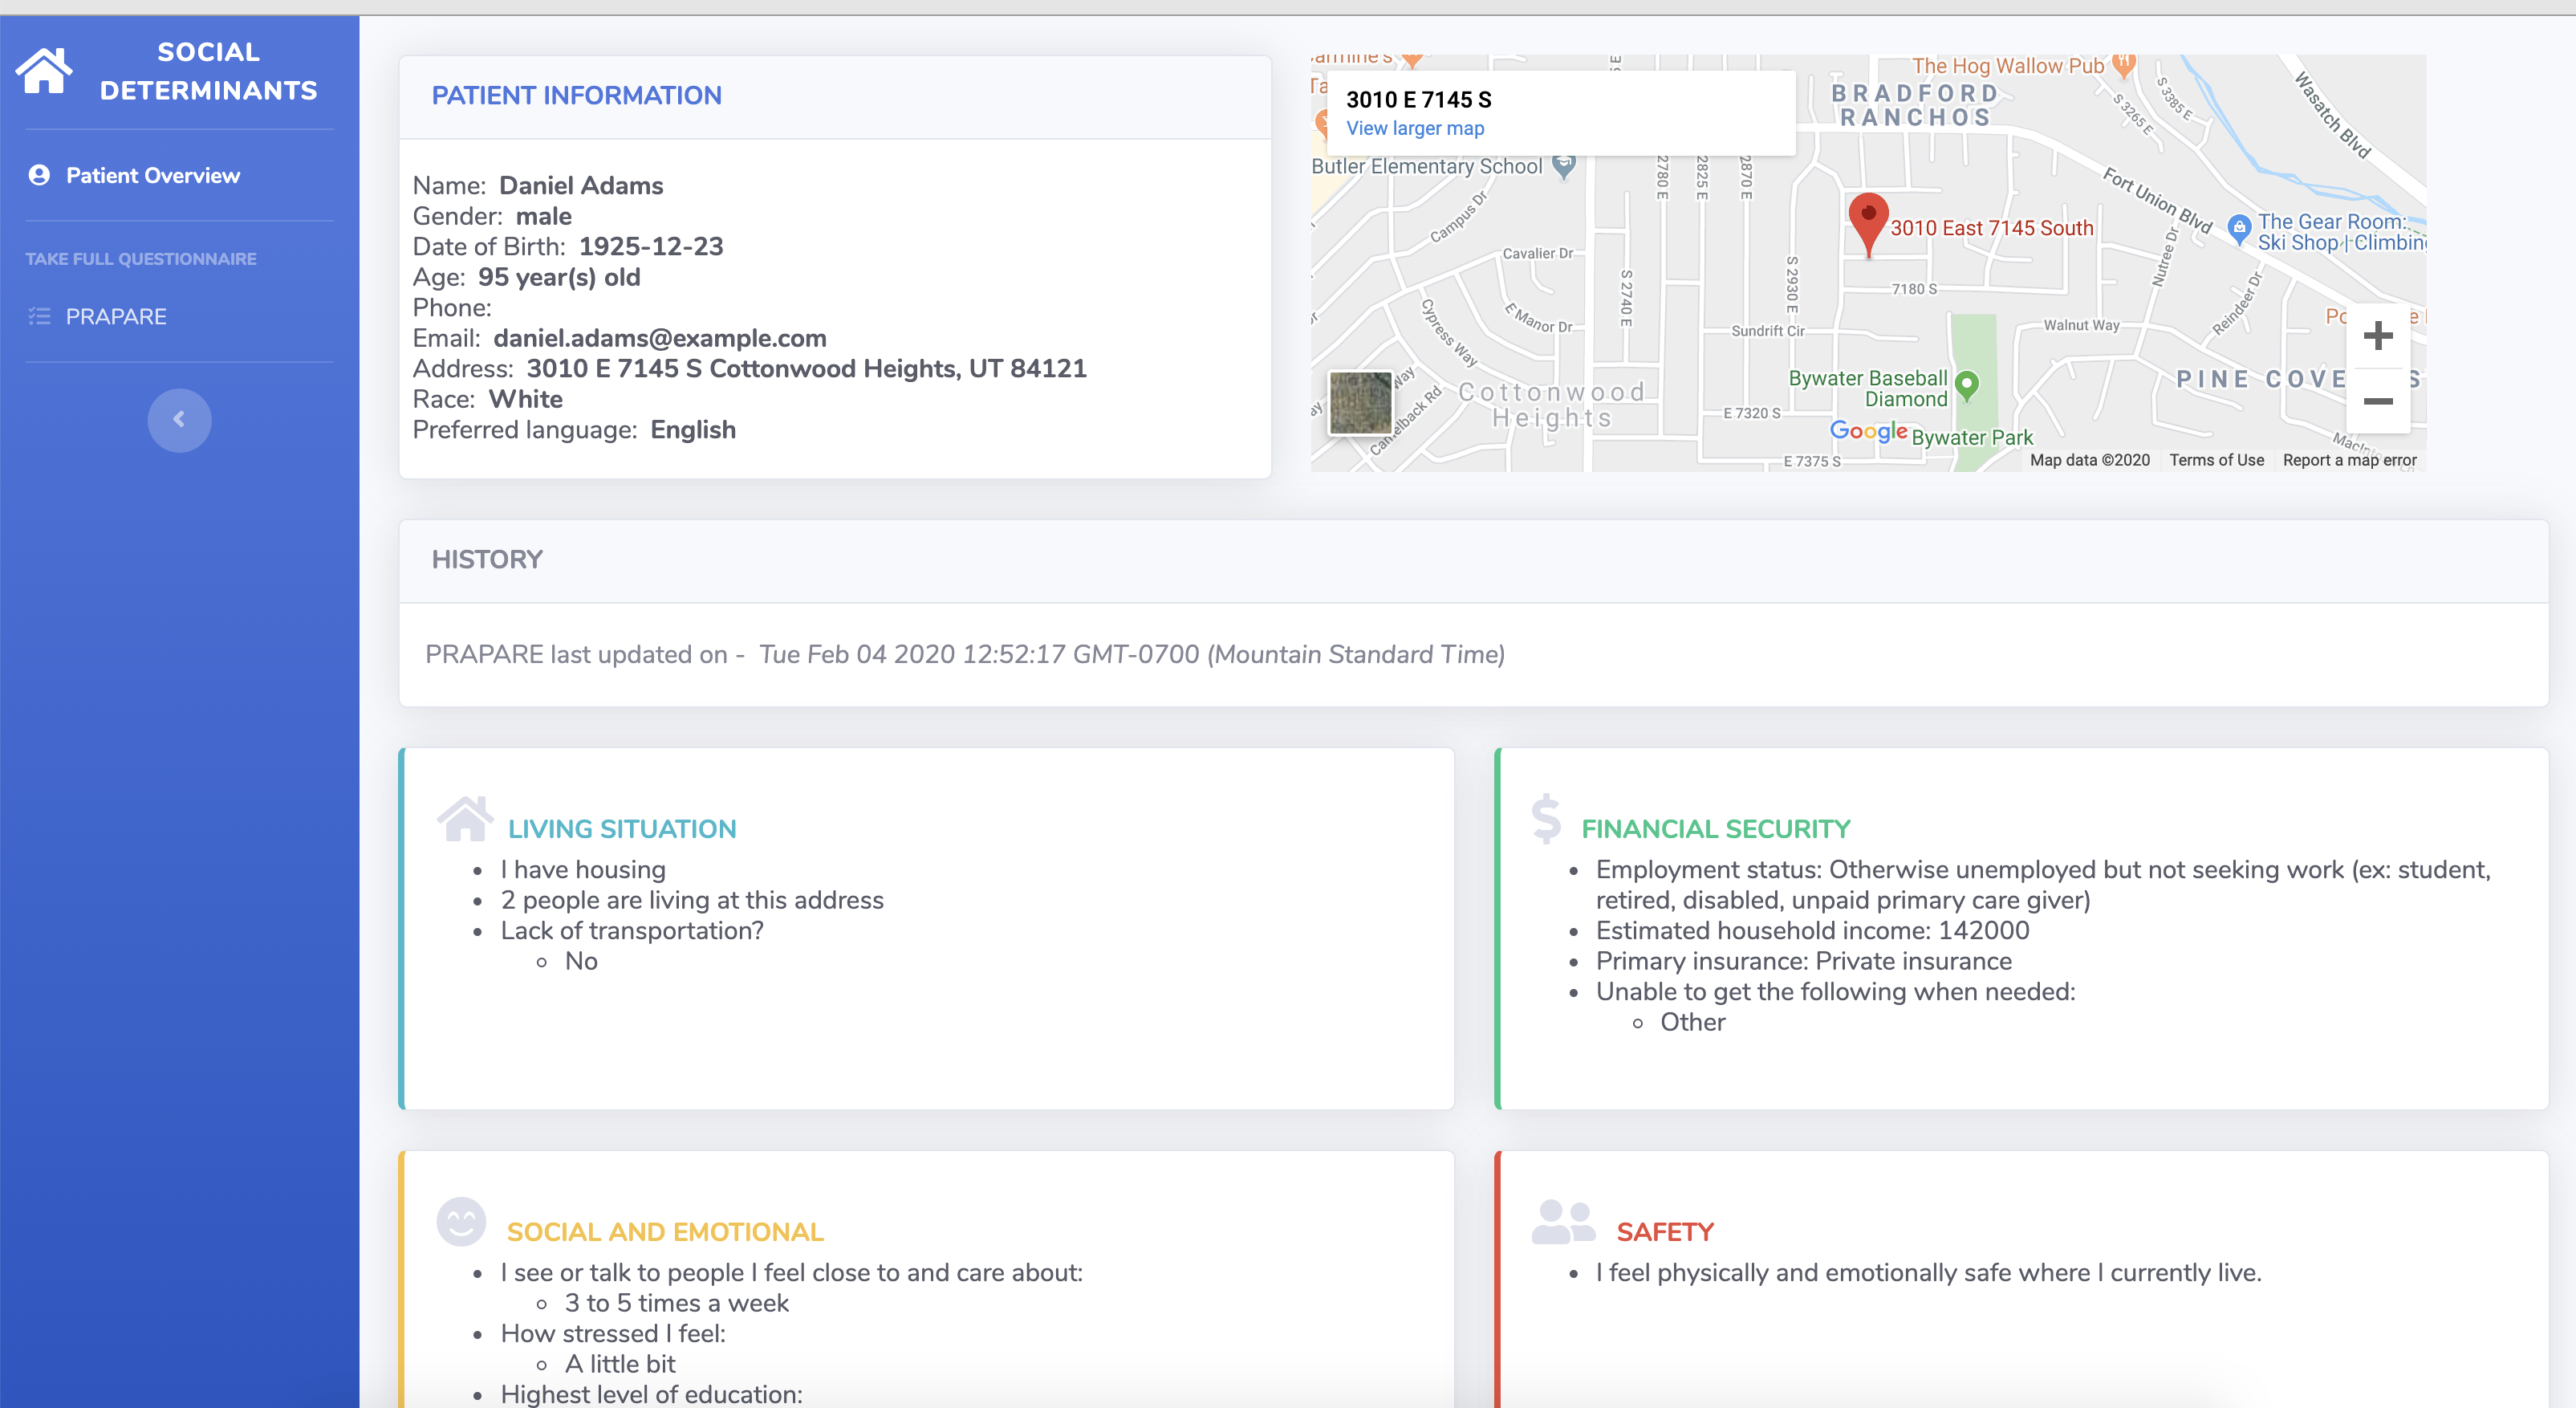 SOCIAL
DETERMINANTS
Patient Overview
TAKE FULL QUESTIONNAIRE
PRAPARE
PATIENT INFORMATION
Name: Daniel Adams
Gender: male
Date of Birth: 1925-12-23
Age: 95 year(s) old
Phone:
Email: daniel.adams@example.com
Address: 3010 E 7145 S Cottonwood Heights, UT 84121
Race: White
Preferred language: English
3010 E 7145 S
View larger map
The Hog Wallow Pub
BRADFORD
RANCHOS
S 3265 E
S 3385 E
Wasatch Blvd
Butler Elementary School
2780 E
2825 E
2870 E
Campus Dr
Fort Union Blvd
3010 East 7145 South
The Gear Room:
Ski Shop | Climbing
Cavalier Dr
S 2740 E
S 2930 E
Nutree Dr
7180 S
Reindeer Dr
Cypress Way
E Manor Dr
Sundrift Cir
Walnut Way
Bywater Baseball
Diamond
PINE COVE S
Way
Camelback Rd
Cottonwood
Heights
E 7320 S
Google
Bywater Park
E 7375 S
Map data ©2020
Terms of Use
Report a map error
HISTORY
PRAPARE last updated on - Tue Feb 04 2020 12:52:17 GMT-0700 (Mountain Standard Time)
LIVING SITUATION
• I have housing
• 2 people are living at this address
• Lack of transportation?
◦ No
$ FINANCIAL SECURITY
• Employment status: Otherwise unemployed but not seeking work (ex: student,
retired, disabled, unpaid primary care giver)
• Estimated household income: 142000
• Primary insurance: Private insurance
• Unable to get the following when needed:
◦ Other
SOCIAL AND EMOTIONAL
• I see or talk to people I feel close to and care about:
◦ 3 to 5 times a week
• How stressed I feel:
◦ A little bit
• Highest level of education:
SAFETY
• I feel physically and emotionally safe where I currently live.